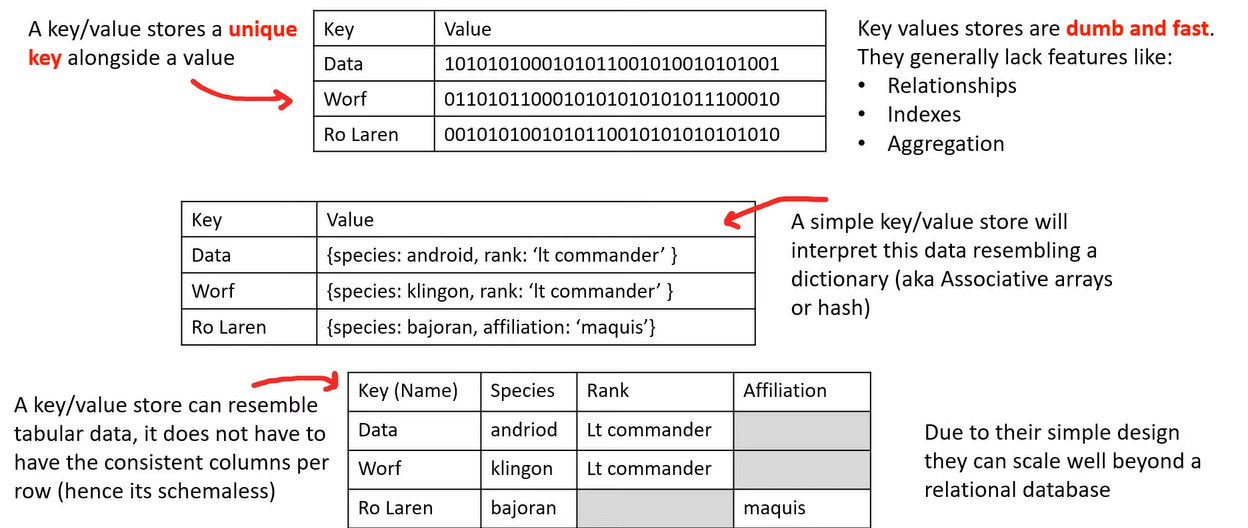 A key/value stores a unique
key alongside a value
Key Value
Data 10101010001010110010100101010​01
Worf 0110101100010101010101011100010
Ro Laren 0010101001010110010101010101010
Key values stores are dumb and fast.
They generally lack features like:
• Relationships
• Indexes
• Aggregation
Key Value
Data {species: android, rank: ‘lt commander’ }
Worf {species: klingon, rank: ‘lt commander’ }
Ro Laren {species: bajoran, affiliation: ‘maquis’}
A simple key/value store will
interpret this data resembling a
dictionary (aka Associative arrays
or hash)
A key/value store can resemble
tabular data, it does not have to
have the consistent columns per
row (hence its schemaless)
Key (Name) Species Rank Affiliation
Data andriod Lt commander
Worf klingon Lt commander
Ro Laren bajoran maquis
Due to their simple design
they can scale well beyond a
relational database